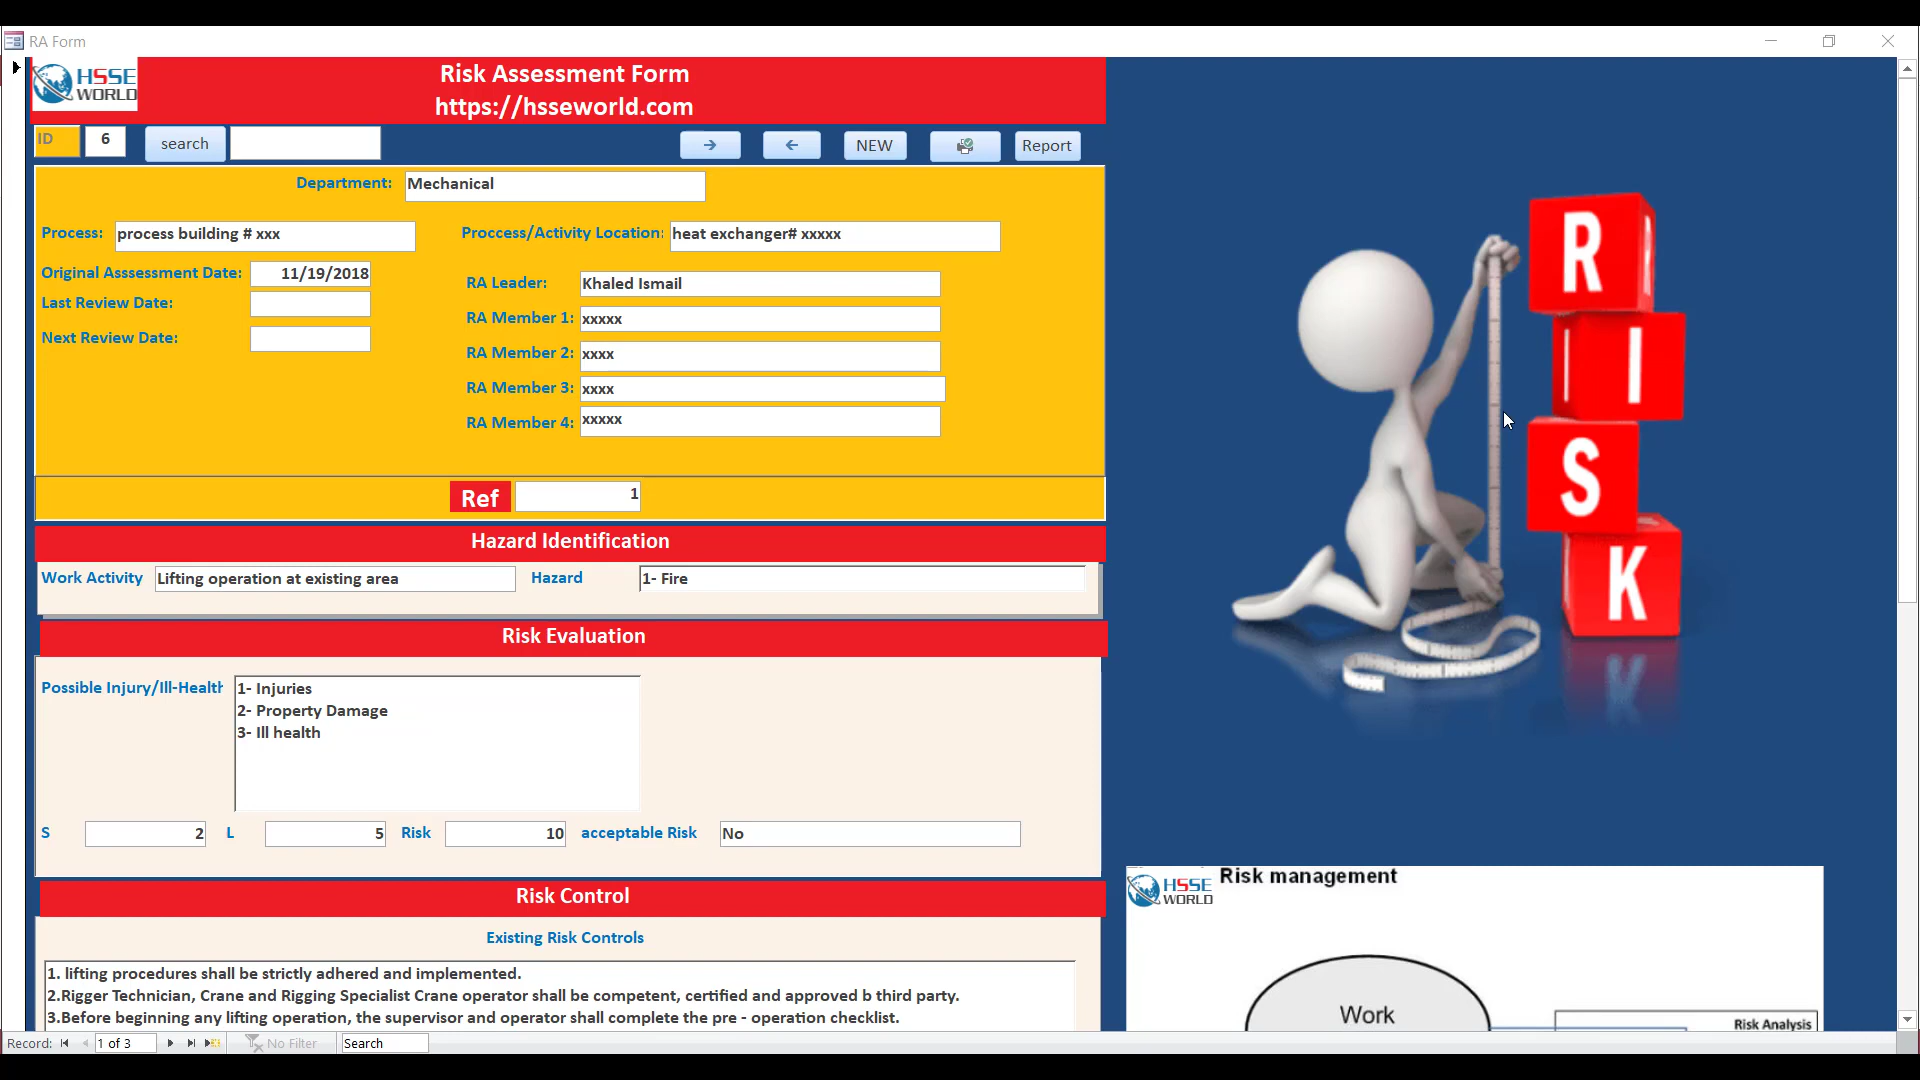 RA Form
HSSE
WORLD
Risk Assessment Form
https://hsseworld.com
ID 6 search NEW Report
Department: Mechanical
Process: process building # xxx Proccess/Activity Location: heat exchanger# xxxxx
Original Asssessment Date: 11/19/2018
Last Review Date:
Next Review Date:
RA Leader: Khaled Ismail
RA Member 1: xxxxx
RA Member 2: xxxx
RA Member 3: xxxx
RA Member 4: xxxxx
Ref 1
Hazard Identification
Work Activity Lifting operation at existing area Hazard 1- Fire
Risk Evaluation
Possible Injury/Ill-Health 1- Injuries
2- Property Damage
3- Ill health
S 2 L 5 Risk 10 acceptable Risk No
Risk Control
Existing Risk Controls
1. lifting procedures shall be strictly adhered and implemented.
2.Rigger Technician, Crane and Rigging Specialist Crane operator shall be competent, certified and approved b third party.
3.Before beginning any lifting operation, the supervisor and operator shall complete the pre - operation checklist.
R
I
S
K
HSSE
WORLD
Risk management
Work
Risk Analysis
Record: 1 of 3 No Filter Search